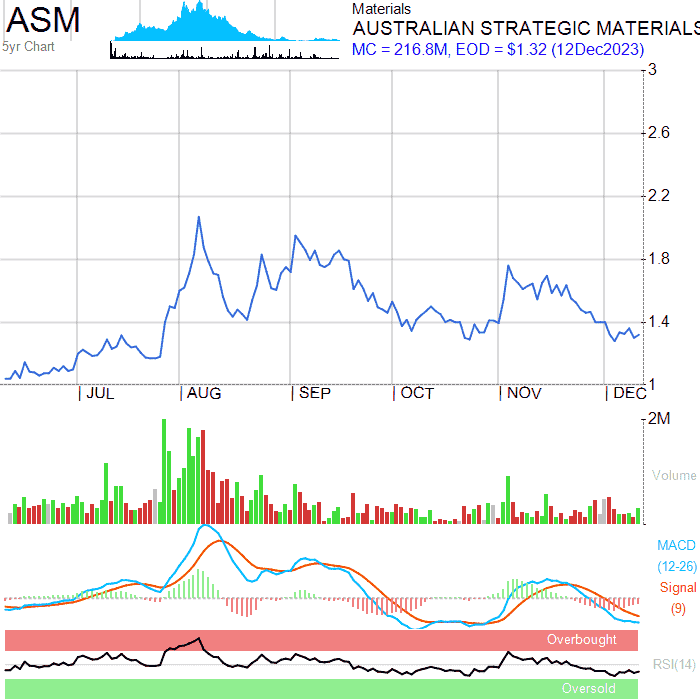 ASM
5yr Chart
Materials
AUSTRALIAN STRATEGIC MATERIALS
MC = 216.8M, EOD = $1.32 (12Dec2023)
3
2.6
2.2
1.8
1.4
1
JUL
AUG
SEP
OCT
NOV
DEC
2M
Volume
MACD
(12-26)
Signal
(9)
Overbought
RSI(14)
Oversold